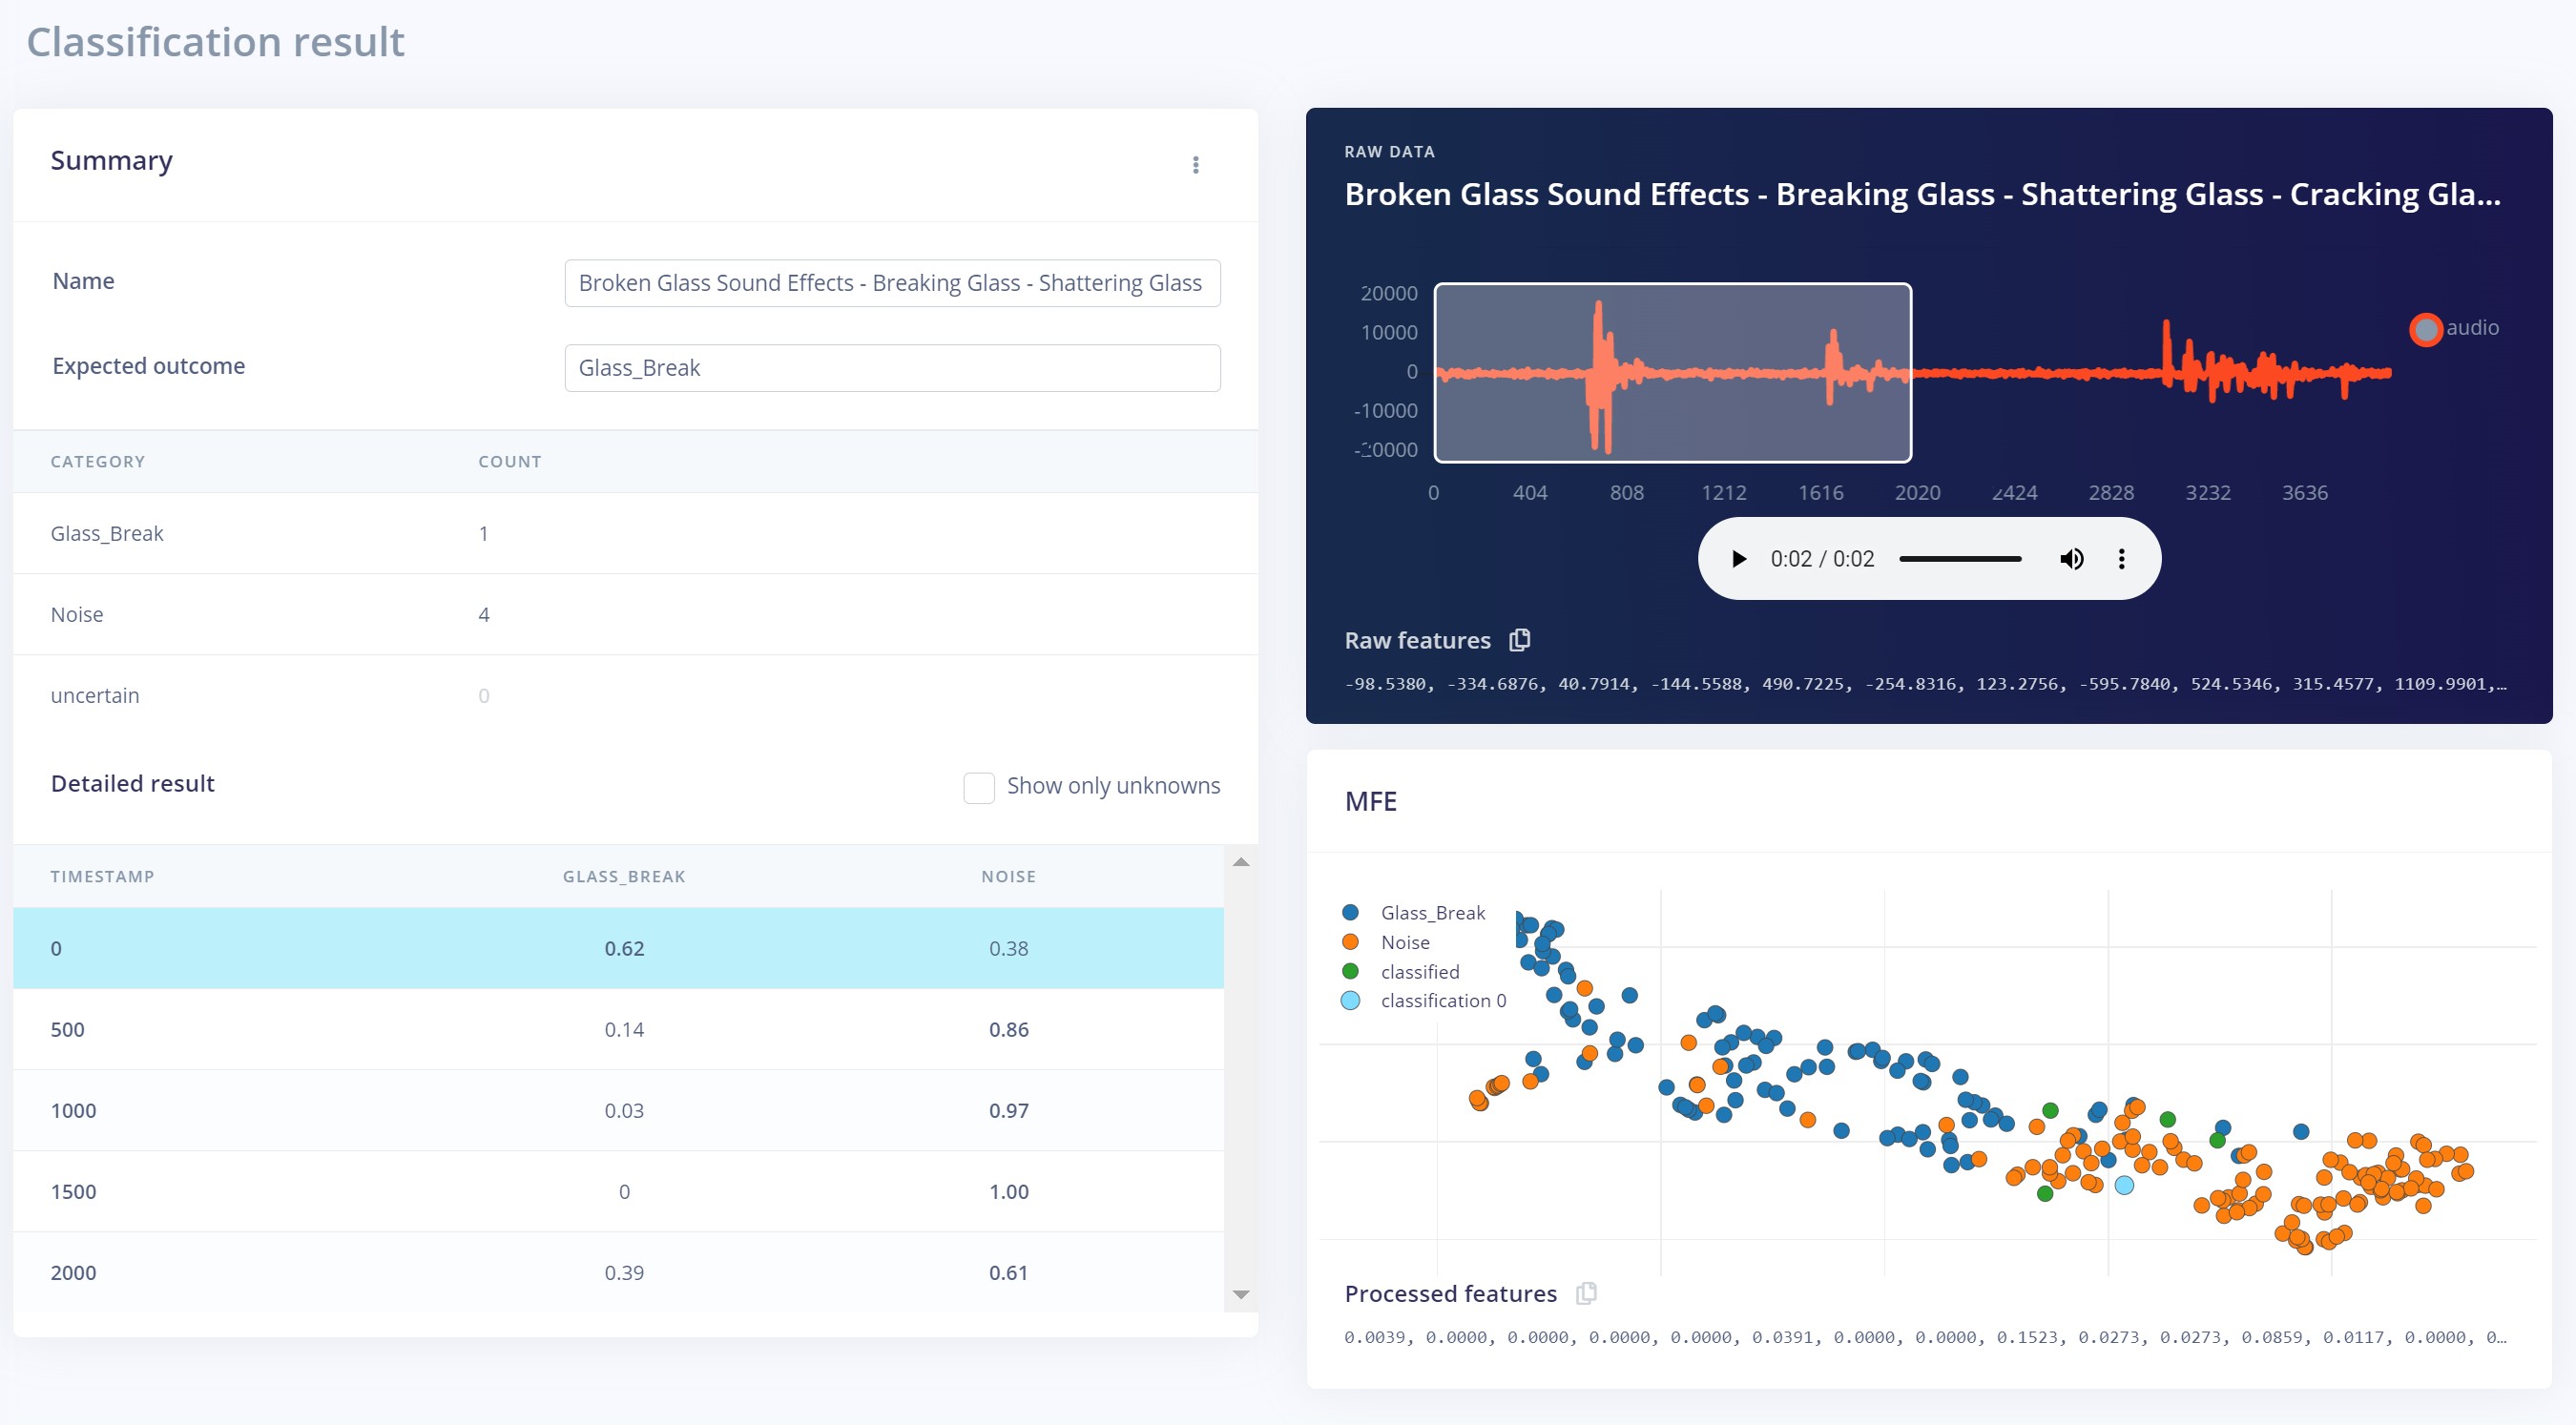 Classification result
Summary
Name
Broken Glass Sound Effects - Breaking Glass - Shattering Glass
Expected outcome
Glass_Break
CATEGORY COUNT
Glass_Break 1
Noise 4
uncertain 0
Detailed result
Show only unknowns
TIMESTAMP GLASS_BREAK NOISE
0 0.62 0.38
500 0.14 0.86
1000 0.03 0.97
1500 0 1.00
2000 0.39 0.61
RAW DATA
Broken Glass Sound Effects - Breaking Glass - Shattering Glass - Cracking Gla...
20000
10000
0
-10000
-20000
audio
0 404 808 1212 1616 2020 2424 2828 3232 3636
0:02 / 0:02
Raw features
-98.5380, -334.6876, 40.7914, -144.5588, 490.7225, -254.8316, 123.2756, -595.7840, 524.5346, 315.4577, 1109.9901,…
MFE
Glass_Break
Noise
classified
classification 0
Processed features
0.0039, 0.0000, 0.0000, 0.0000, 0.0000, 0.0391, 0.0000, 0.0000, 0.1523, 0.0273, 0.0273, 0.0859, 0.0117, 0.0000, 0…